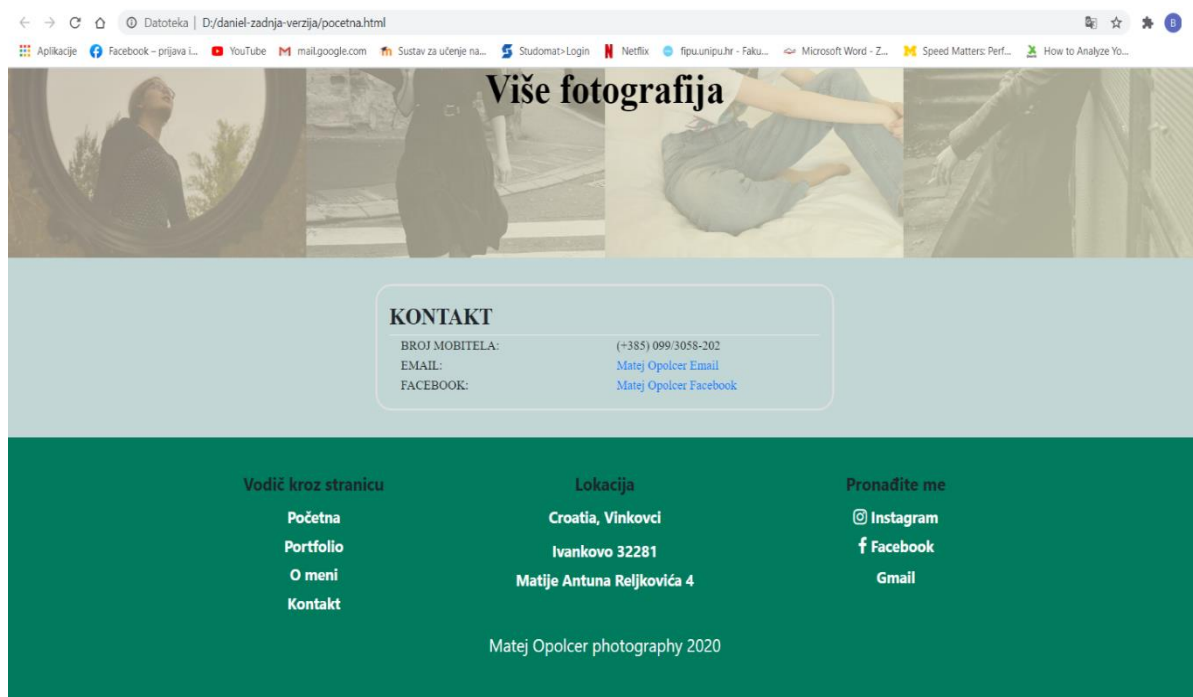 Datoteka | D:/daniel-zadnja-verzija/pocetna.html
B
Aplikacije Facebook – prijava i... YouTube mail.google.com Sustav za učenje na... Studomat>Login Netflix fipu.unipu.hr - Faku... Microsoft Word - Z... Speed Matters: Perf... How to Analyze Yo...
Više fotografija
KONTAKT
BROJ MOBITELA: (+385) 099/3058-202
EMAIL: Matej Opolcer Email
FACEBOOK: Matej Opolcer Facebook
Vodič kroz stranicu
Početna
Portfolio
O meni
Kontakt
Lokacija
Croatia, Vinkovci
Ivankovo 32281
Matije Antuna Reljkovića 4
Pronađite me
Instagram
Facebook
Gmail
Matej Opolcer photography 2020